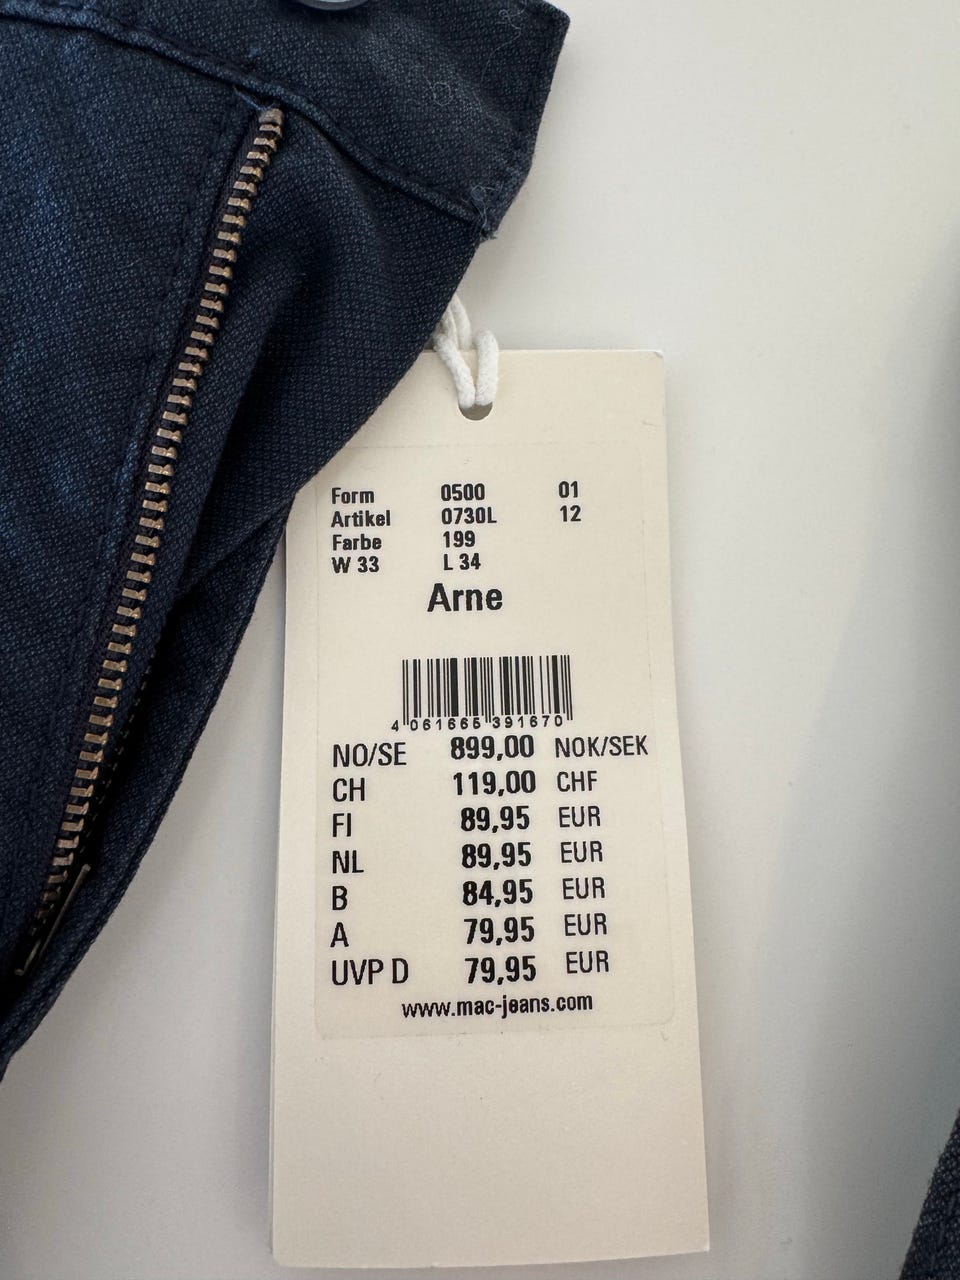 Form 0500 01
Artikel 0730L 12
Farbe 199
W 33 L 34
Arne
4 061665 391670
NO/SE 899,00 NOK/SEK
CH 119,00 CHF
FI 89,95 EUR
NL 89,95 EUR
B 84,95 EUR
A 79,95 EUR
UVP D 79,95 EUR
www.mac-jeans.com